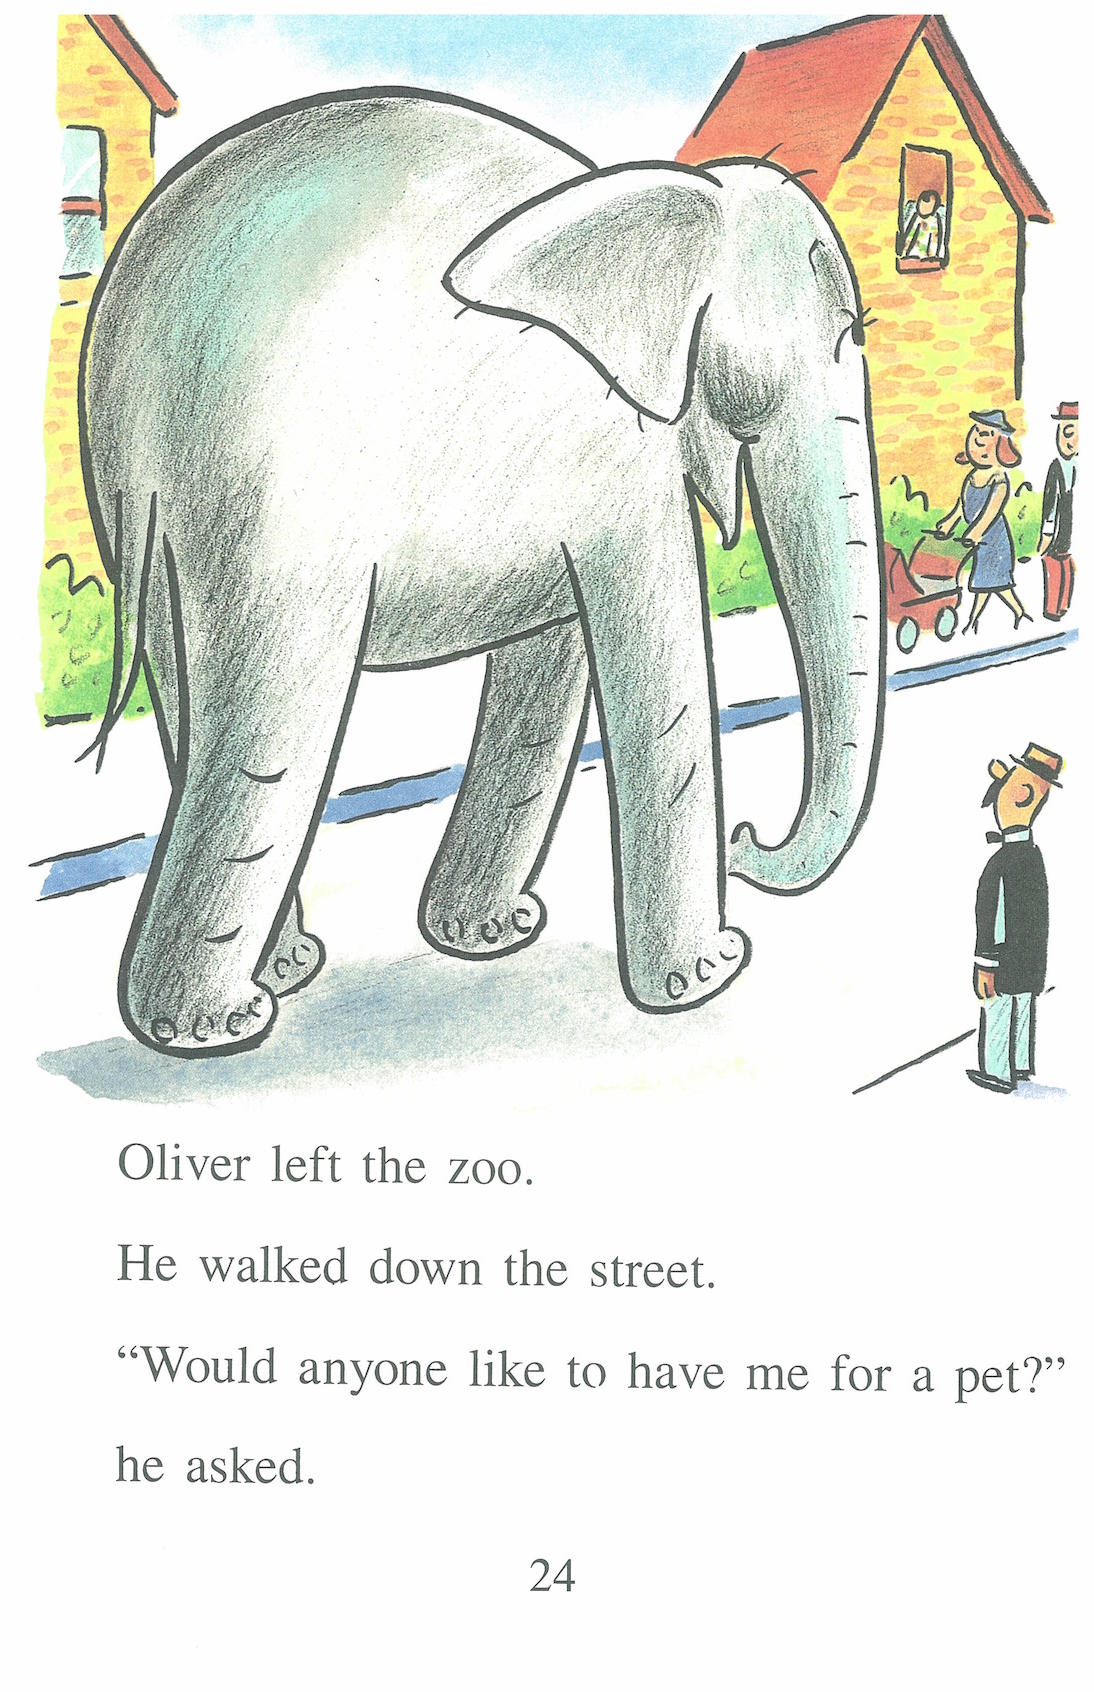 Oliver left the zoo.
He walked down the street.
“Would anyone like to have me for a pet?”
he asked.
24